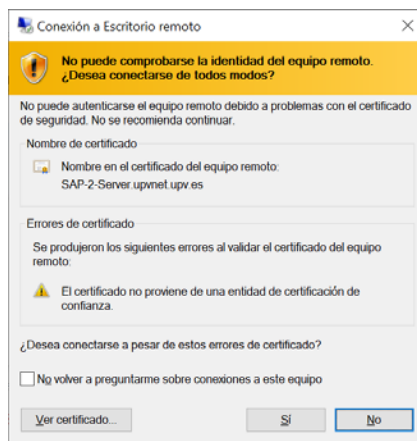 Conexión a Escritorio remoto
No puede comprobarse la identidad del equipo remoto.
¿Desea conectarse de todos modos?
No puede autenticarse el equipo remoto debido a problemas con el certificado
de seguridad. No se recomienda continuar.
Nombre de certificado
Nombre en el certificado del equipo remoto:
SAP-2-Server.upvnet.upv.es
Errores de certificado
Se produjeron los siguientes errores al validar el certificado del equipo
remoto:
El certificado no proviene de una entidad de certificación de
confianza.
¿Desea conectarse a pesar de estos errores de certificado?
No volver a preguntarme sobre conexiones a este equipo
Ver certificado... Sí No